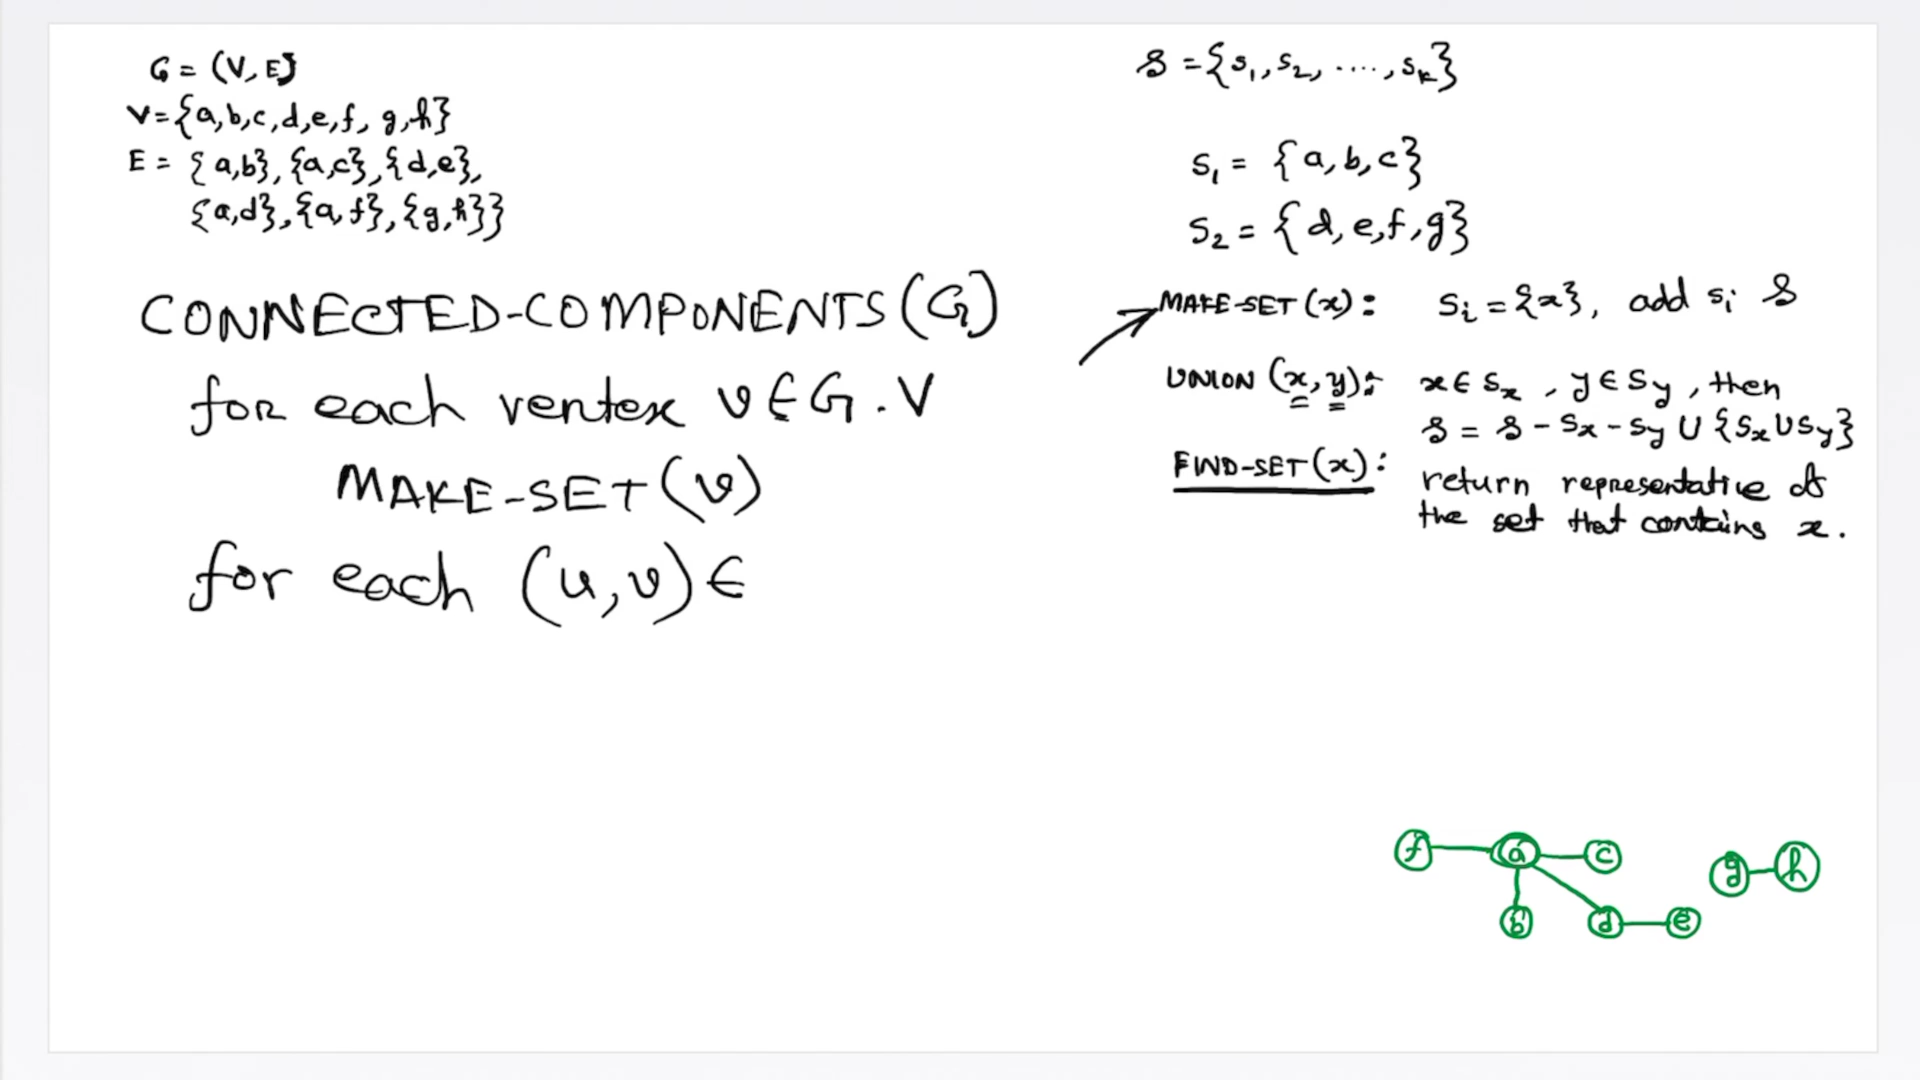 G = (V, E)
V = {a,b,c,d,e,f, g,h}
E = { a,b}, {a,c}, {d,e},
{a,d}, {a,f}, {g,h}}
CONNECTED-COMPONENTS(G)
for each vertex v ∈ G.V
MAKE-SET(v)
for each (u,v) ∈
S = {S₁, S₂, ...., Sₖ}
S₁ = {a,b,c}
S₂ = {d,e,f,g}
MAKE-SET(x): Sᵢ = {x}, add Sᵢ S
UNION (x,y): x ∈ Sₓ, y ∈ Sy, then
S = S - Sₓ - Sy ∪ {Sₓ ∪ Sy}
FIND-SET(x): return representative of
the set that contains x.
f a c g h
b d e